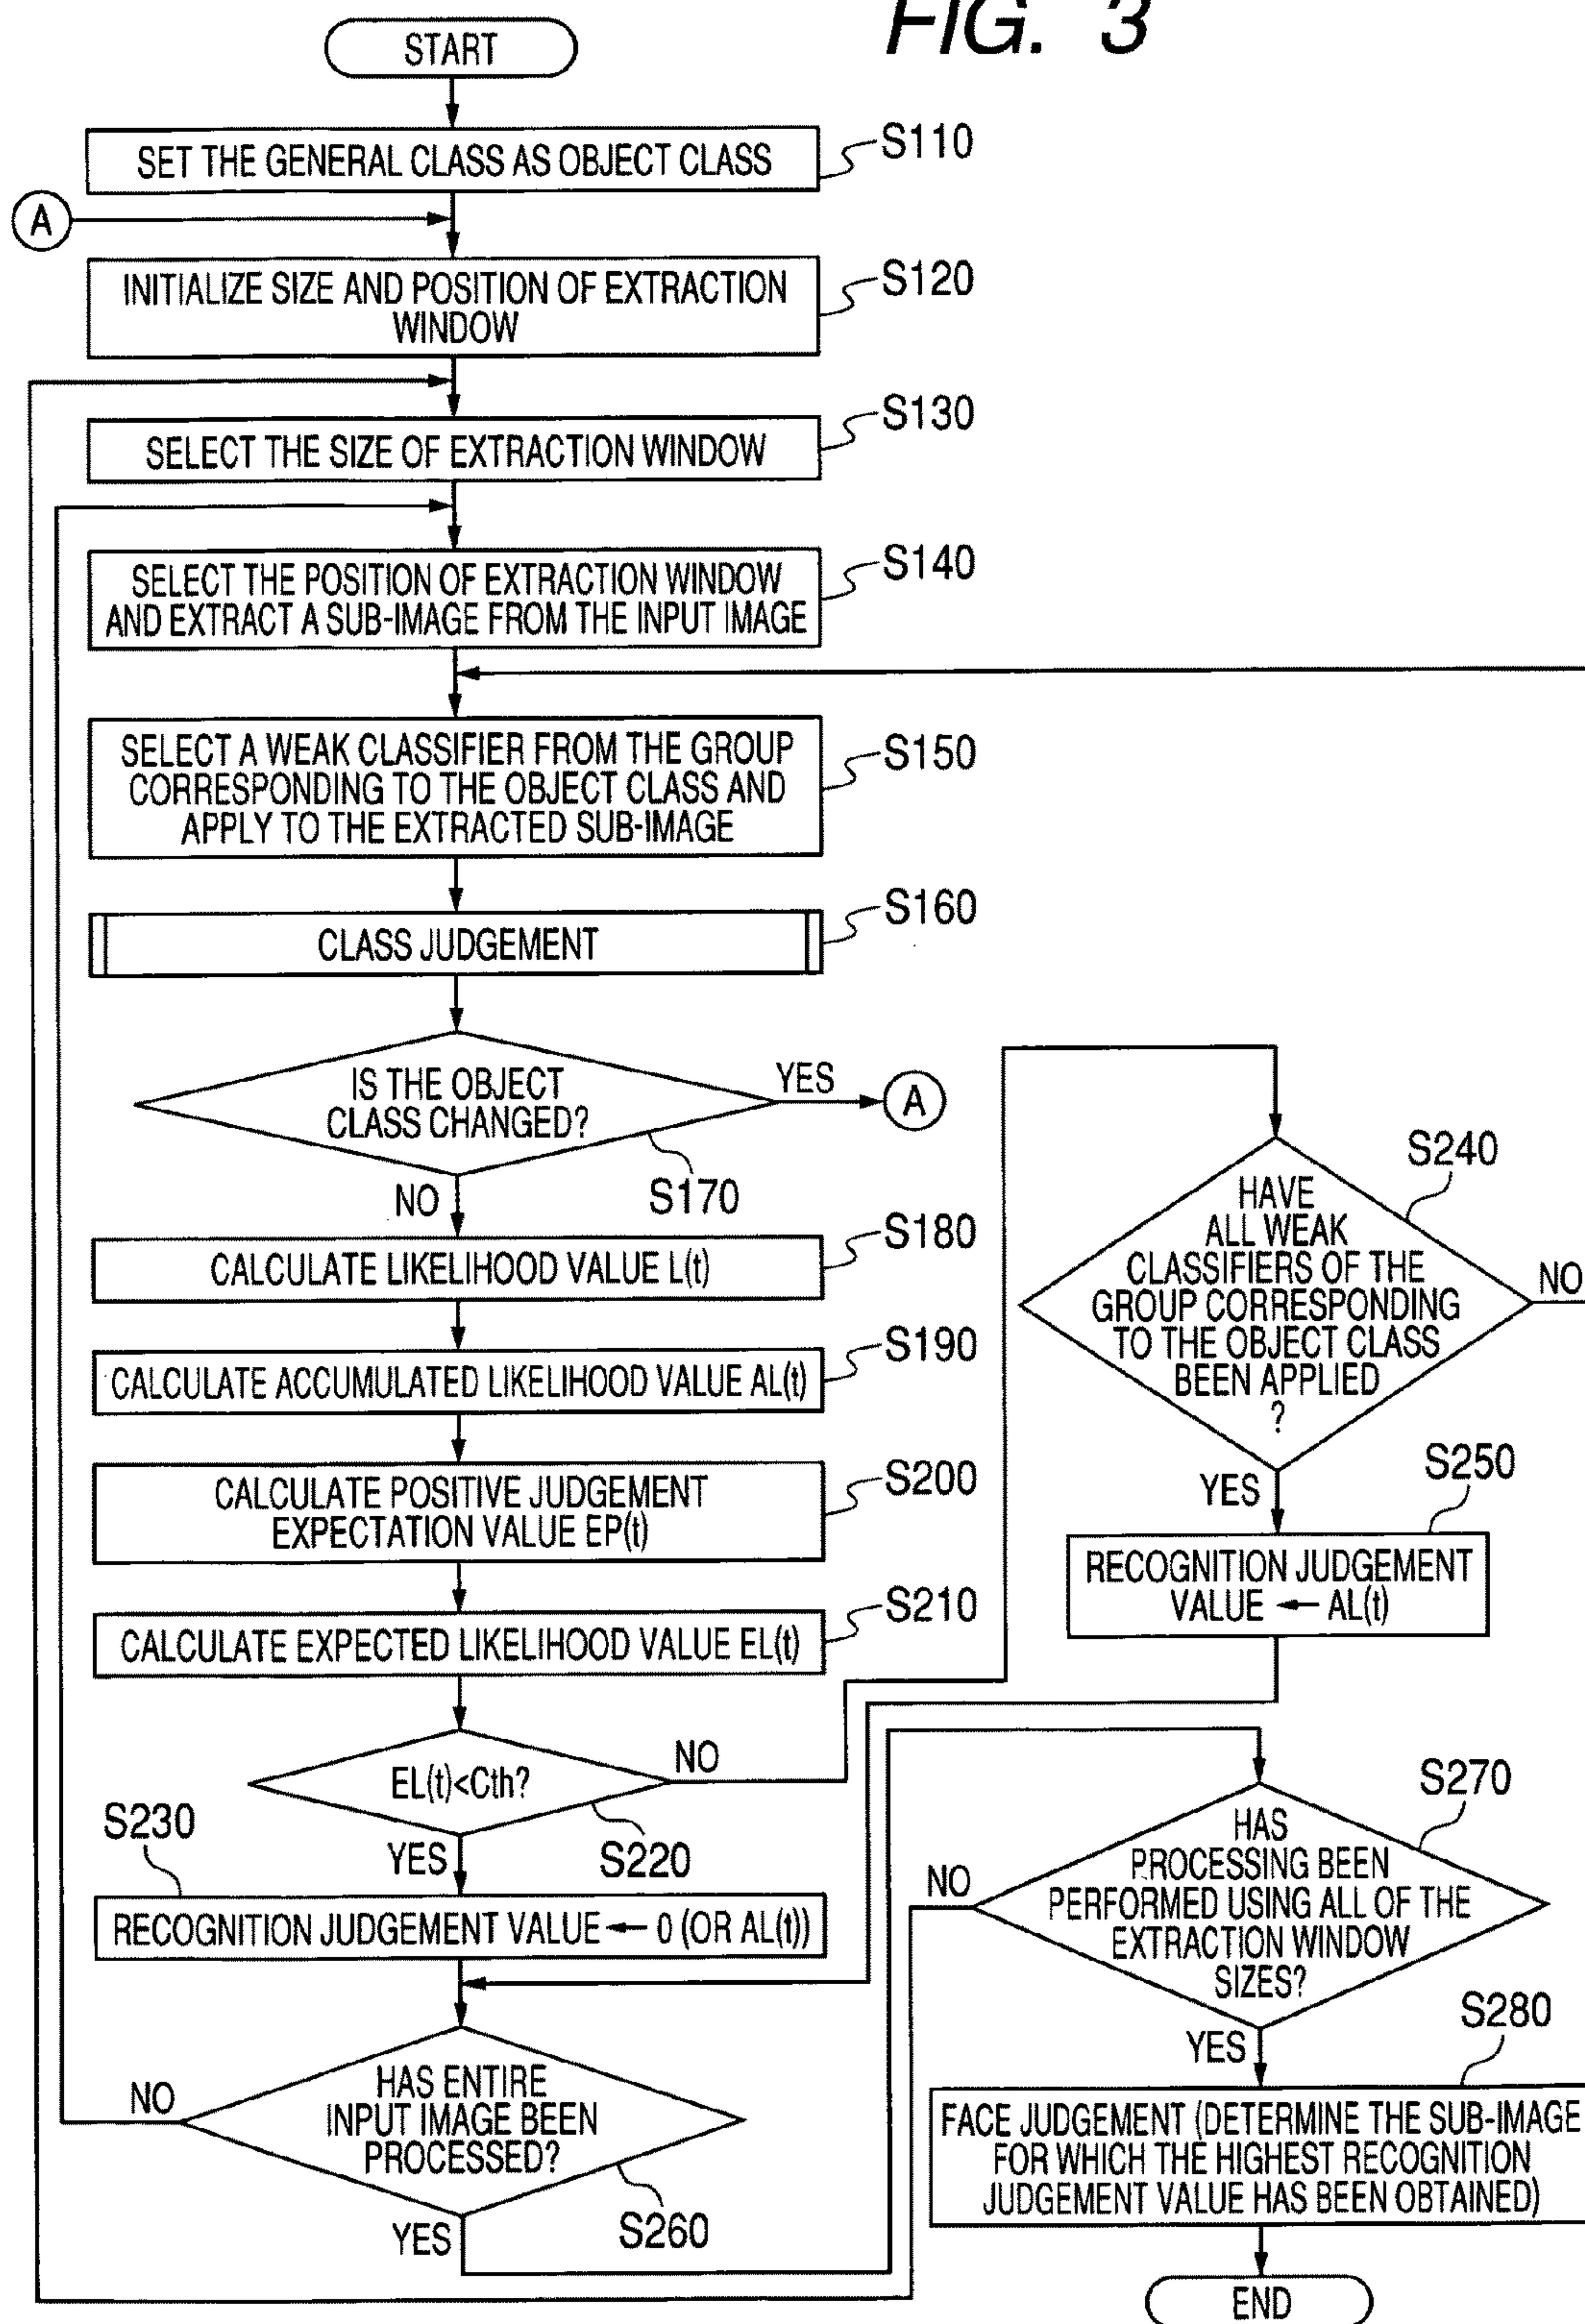 FIG. 3
START
SET THE GENERAL CLASS AS OBJECT CLASS
S110
A
INITIALIZE SIZE AND POSITION OF EXTRACTION
WINDOW
S120
SELECT THE SIZE OF EXTRACTION WINDOW
S130
SELECT THE POSITION OF EXTRACTION WINDOW
AND EXTRACT A SUB-IMAGE FROM THE INPUT IMAGE
S140
SELECT A WEAK CLASSIFIER FROM THE GROUP
CORRESPONDING TO THE OBJECT CLASS AND
APPLY TO THE EXTRACTED SUB-IMAGE
S150
CLASS JUDGEMENT
S160
IS THE OBJECT
CLASS CHANGED?
YES
A
S170
NO
CALCULATE LIKELIHOOD VALUE L(t)
S180
CALCULATE ACCUMULATED LIKELIHOOD VALUE AL(t)
S190
CALCULATE POSITIVE JUDGEMENT
EXPECTATION VALUE EP(t)
S200
CALCULATE EXPECTED LIKELIHOOD VALUE EL(t)
S210
EL(t)<Cth?
NO
S220
YES
S230
RECOGNITION JUDGEMENT VALUE ← 0 (OR AL(t))
HAS ENTIRE
INPUT IMAGE BEEN
PROCESSED?
NO
S260
YES
S240
HAVE
ALL WEAK
CLASSIFIERS OF THE
GROUP CORRESPONDING
TO THE OBJECT CLASS
BEEN APPLIED
?
NO
YES
S250
RECOGNITION JUDGEMENT
VALUE ← AL(t)
S270
HAS
PROCESSING BEEN
PERFORMED USING ALL OF THE
EXTRACTION WINDOW
SIZES?
NO
YES
S280
FACE JUDGEMENT (DETERMINE THE SUB-IMAGE
FOR WHICH THE HIGHEST RECOGNITION
JUDGEMENT VALUE HAS BEEN OBTAINED)
END